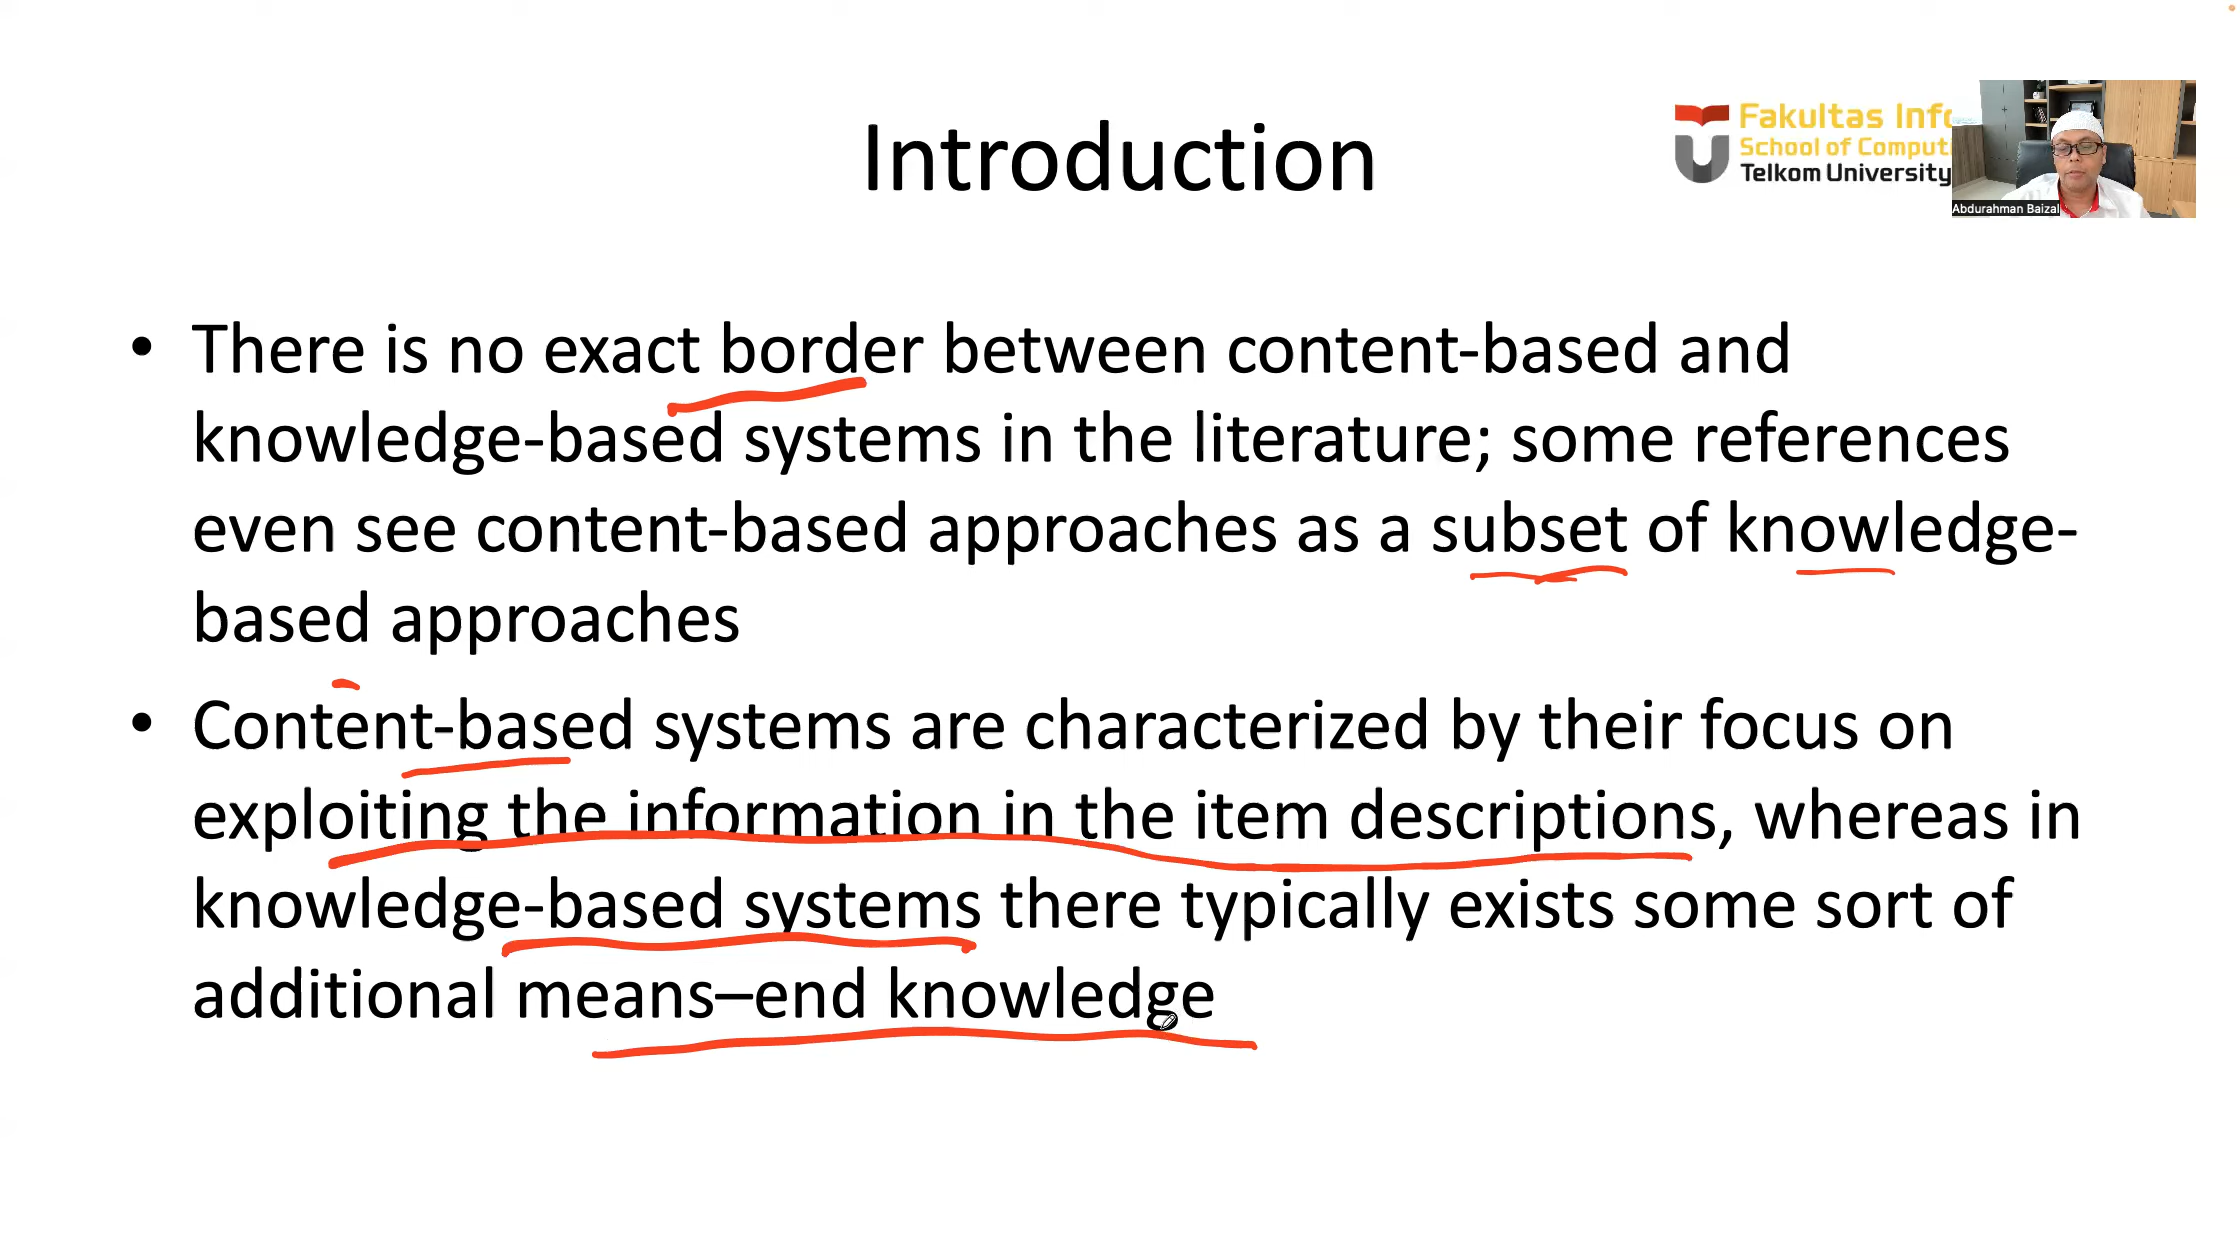 Introduction
Fakultas Info
School of Computi
Telkom University
Abdurahman Baizal
• There is no exact border between content-based and
knowledge-based systems in the literature; some references
even see content-based approaches as a subset of knowledge-
based approaches
• Content-based systems are characterized by their focus on
exploiting the information in the item descriptions, whereas in
knowledge-based systems there typically exists some sort of
additional means–end knowledge